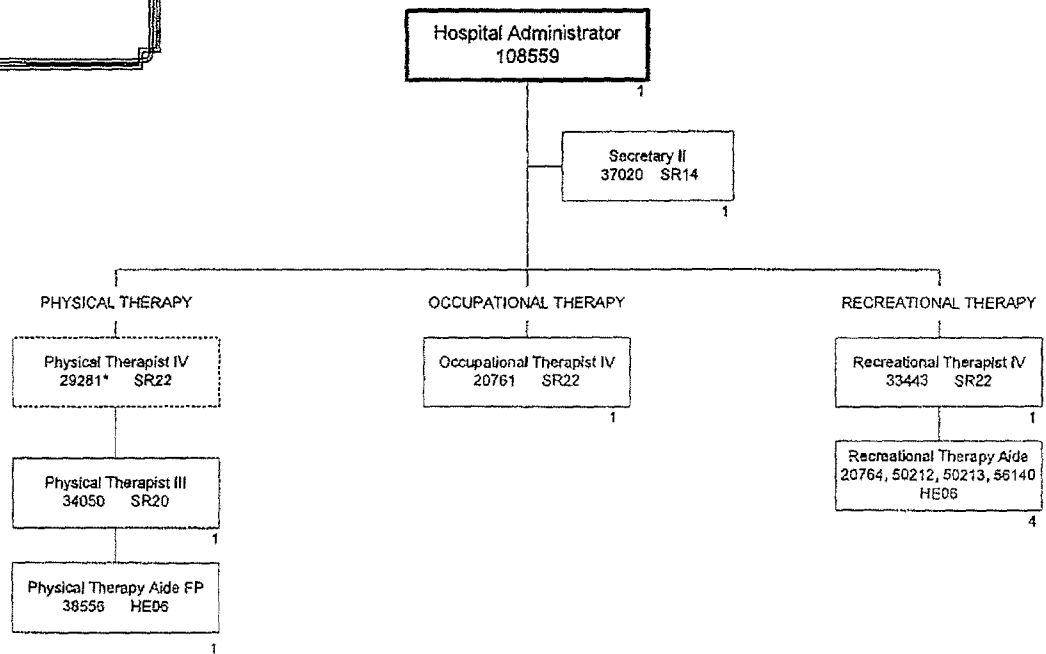 Hospital Administrator
108559
1
Secretary II
37020 SR14
1
PHYSICAL THERAPY
OCCUPATIONAL THERAPY
RECREATIONAL THERAPY
Physical Therapist IV
29281* SR22
Occupational Therapist IV
20761 SR22
1
Recreational Therapist IV
33443 SR22
1
Physical Therapist III
34050 SR20
1
Recreational Therapy Aide
20764, 50212, 50213, 56140
HE06
4
Physical Therapy Aide FP
38556 HE06
1